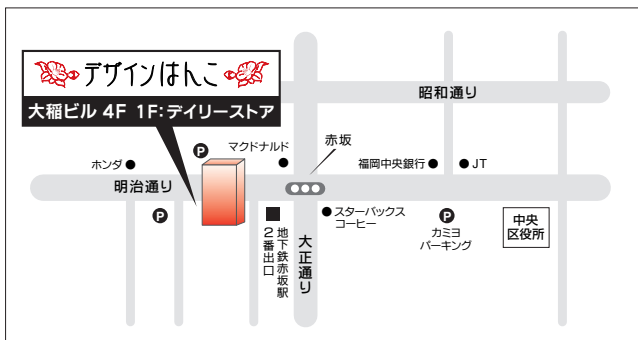 デザインはんこ
大稲ビル 4F 1F:デイリーストア
昭和通り
赤坂
P
マクドナルド
ホンダ
福岡中央銀行
JT
明治通り
P
スターバックス
コーヒー
P
カミヨ
パーキング
中央
区役所
地下鉄赤坂駅
2番出口
大正通り